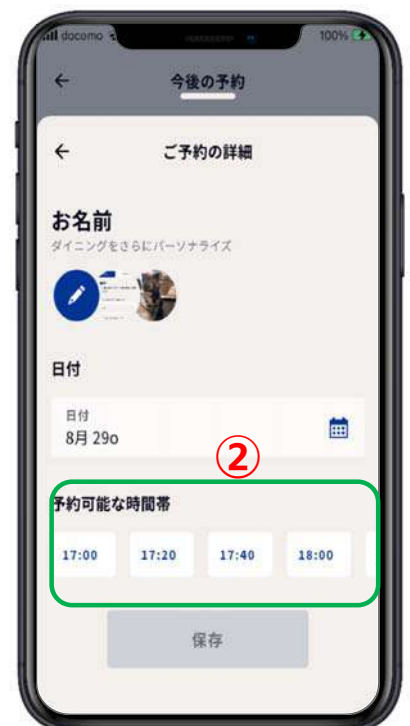 docomo
100%
今後の予約
ご予約の詳細
お名前
ダイニングをさらにパーソナライズ
日付
日付
8月 29o
②
予約可能な時間帯
17:00 17:20 17:40 18:00
保存